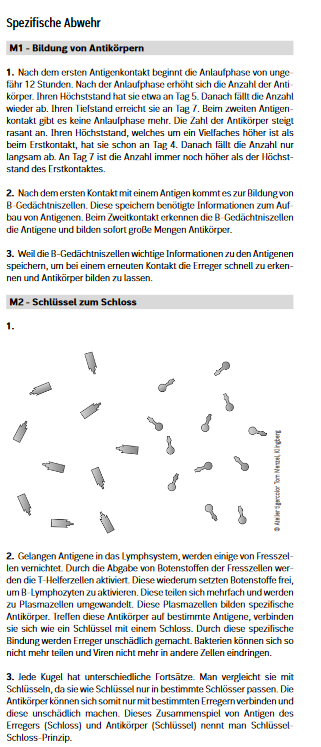 Spezifische Abwehr
M1 - Bildung von Antikörpern
1. Nach dem ersten Antigenkontakt beginnt die Anlaufphase von unge-
fähr 12 Stunden. Nach der Anlaufphase erhöht sich die Anzahl der Anti-
körper. Ihren Höchststand hat sie etwa an Tag 5. Danach fällt die Anzahl
wieder ab. Ihren Tiefstand erreicht sie an Tag 7. Beim zweiten Antigen-
kontakt gibt es keine Anlaufphase mehr. Die Zahl der Antikörper steigt
rasant an. Ihren Höchststand, welches um ein Vielfaches höher ist als
beim Erstkontakt, hat sie schon an Tag 4. Danach fällt die Anzahl nur
langsam ab. An Tag 7 ist die Anzahl immer noch höher als der Höchst-
stand des Erstkontaktes.
2. Nach dem ersten Kontakt mit einem Antigen kommt es zur Bildung von
B-Gedächtniszellen. Diese speichern benötigte Informationen zum Auf-
bau von Antigenen. Beim Zweitkontakt erkennen die B-Gedächtniszellen
die Antigene und bilden sofort große Mengen Antikörper.
3. Weil die B-Gedächtniszellen wichtige Informationen zu den Antigenen
speichern, um bei einem erneuten Kontakt die Erreger schnell zu erken-
nen und Antikörper bilden zu lassen.
M2 - Schlüssel zum Schloss
1.
© Atelier tigercolor Tom Menzel, Klingberg
2. Gelangen Antigene in das Lymphsystem, werden einige von Fresszel-
len vernichtet. Durch die Abgabe von Botenstoffen der Fresszellen wer-
den die T-Helferzellen aktiviert. Diese wiederum setzten Botenstoffe frei,
um B-Lymphozyten zu aktivieren. Diese teilen sich mehrfach und werden
zu Plasmazellen umgewandelt. Diese Plasmazellen bilden spezifische
Antikörper. Treffen diese Antikörper auf bestimmte Antigene, verbinden
sie sich wie ein Schlüssel mit einem Schloss. Durch diese spezifische
Bindung werden Erreger unschädlich gemacht. Bakterien können sich so
nicht mehr teilen und Viren nicht mehr in andere Zellen eindringen.
3. Jede Kugel hat unterschiedliche Fortsätze. Man vergleicht sie mit
Schlüsseln, da sie wie Schlüssel nur in bestimmte Schlösser passen. Die
Antikörper können sich somit nur mit bestimmten Erregern verbinden und
diese unschädlich machen. Dieses Zusammenspiel von Antigen des
Erregers (Schloss) und Antikörper (Schlüssel) nennt man Schlüssel-
Schloss-Prinzip.